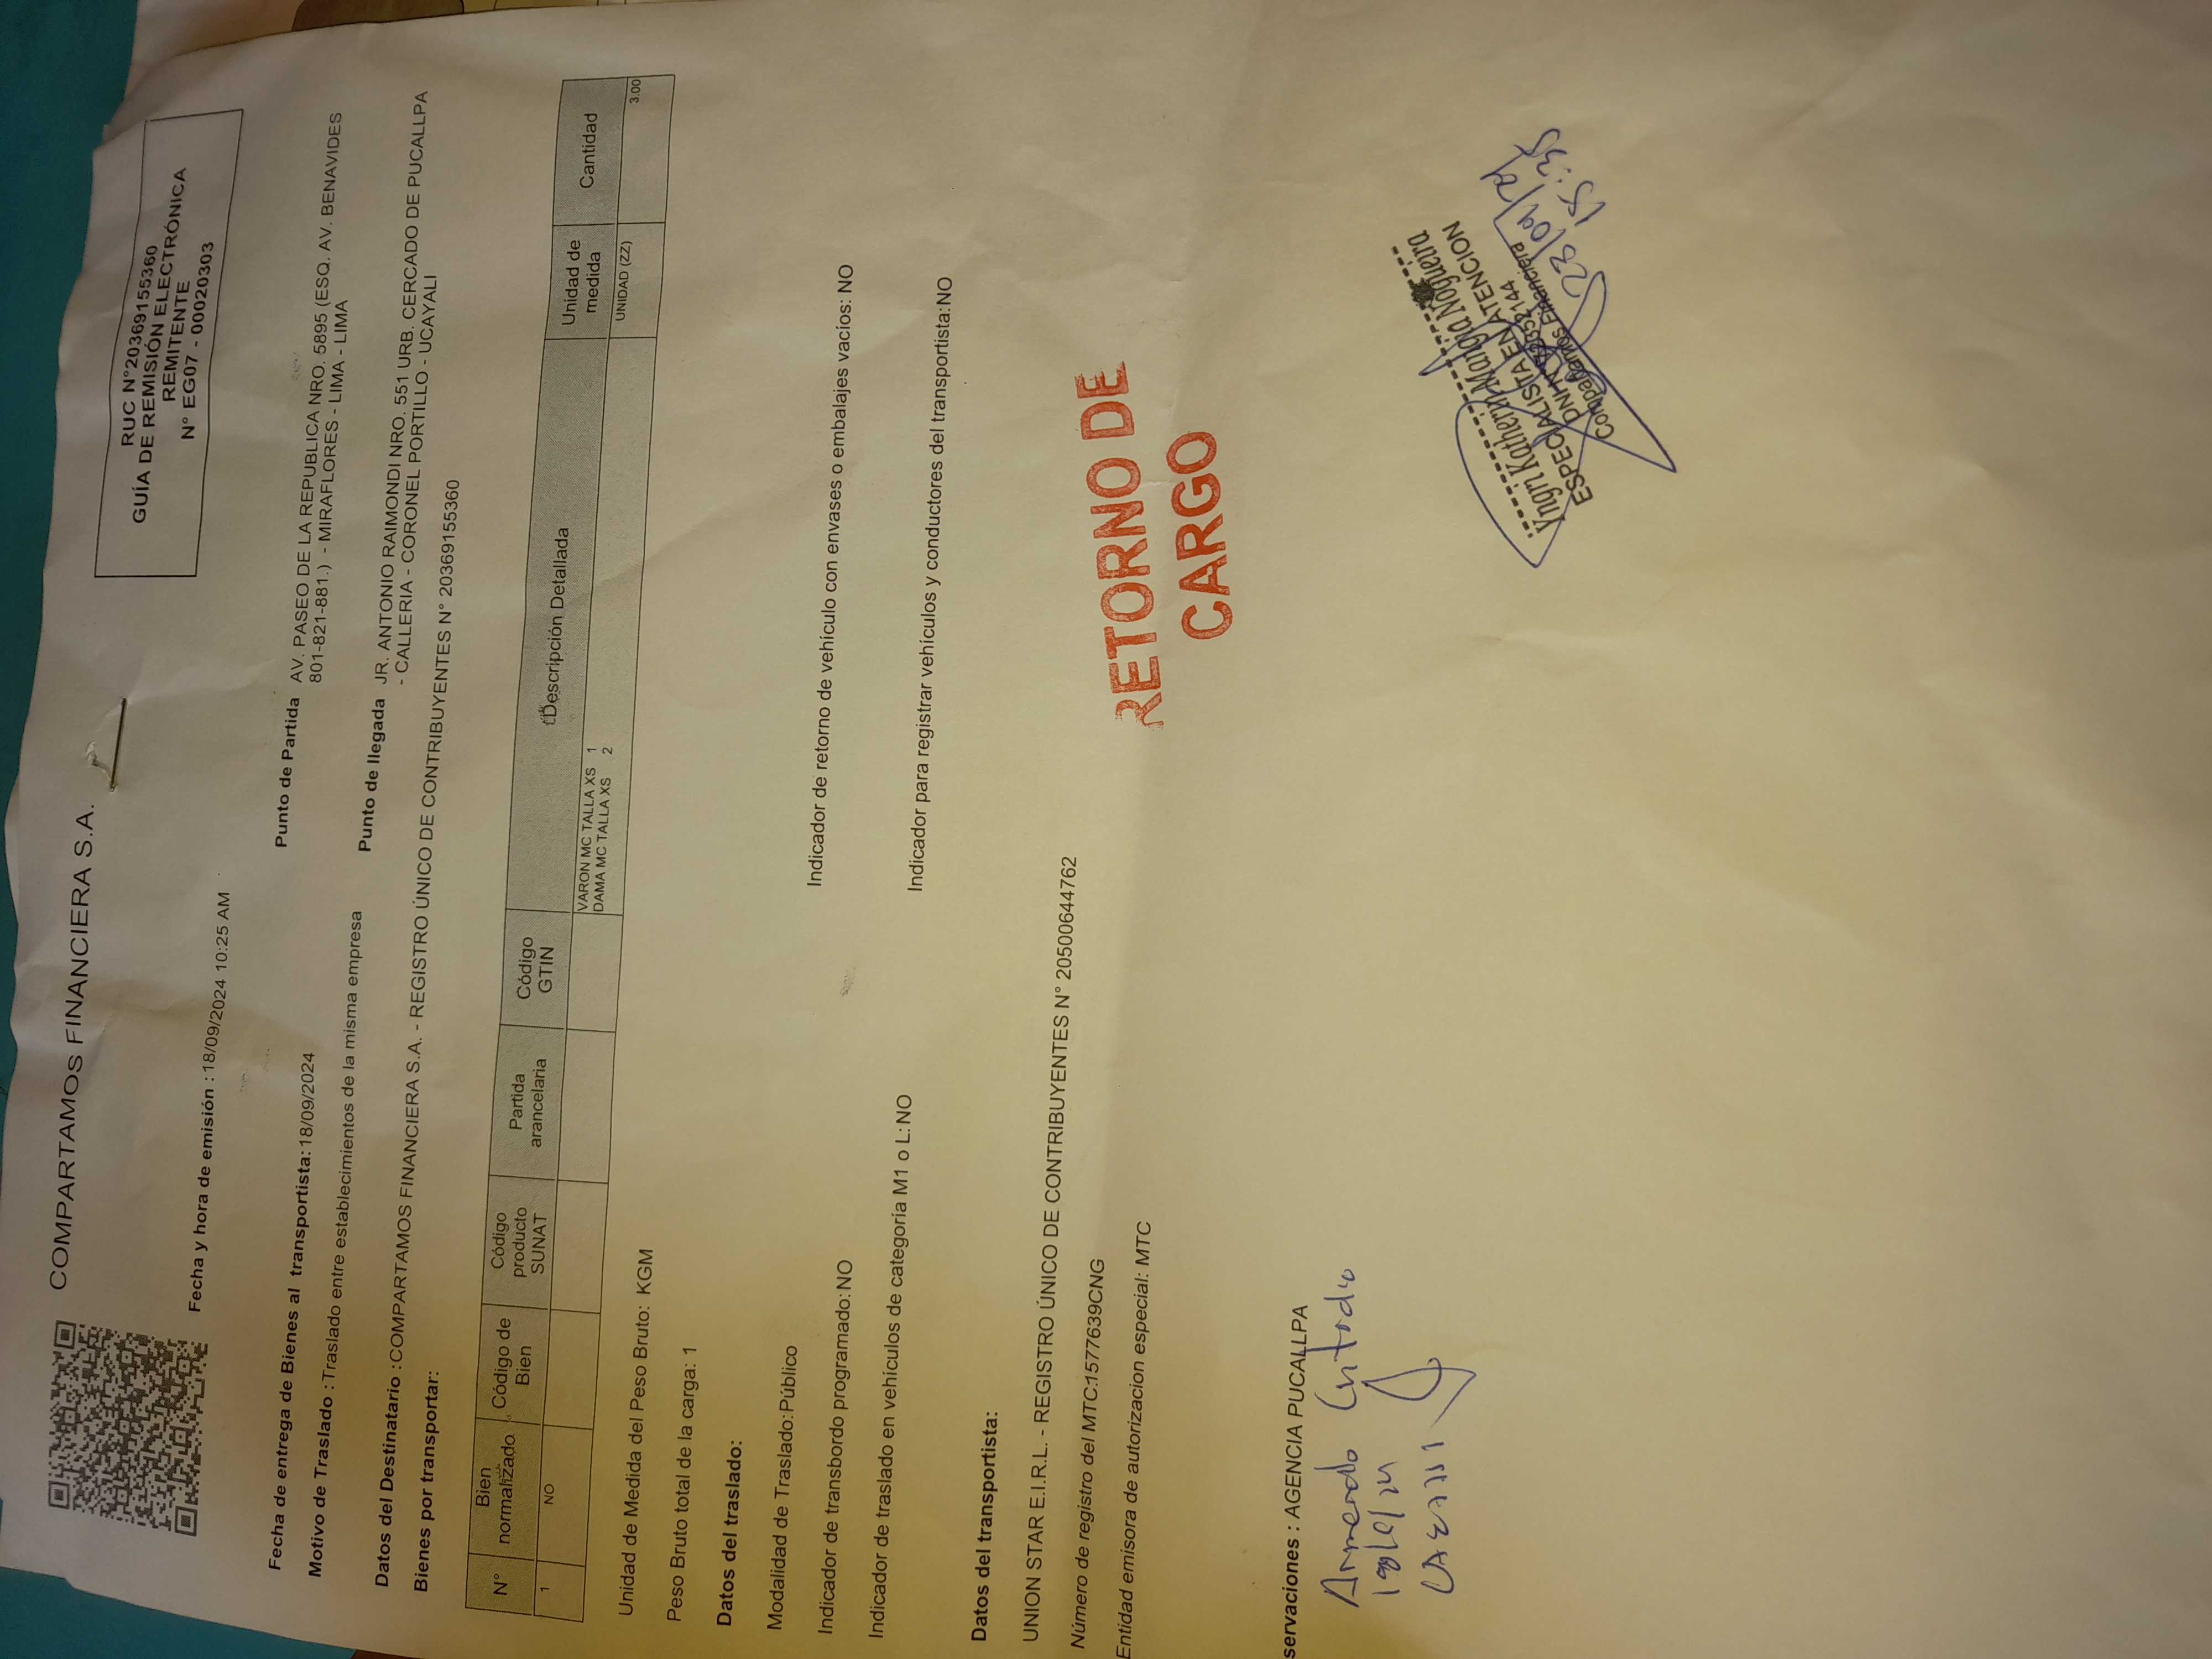 COMPARTAMOS FINANCIERA S.A.
RUC N°20369155360
GUÍA DE REMISIÓN ELECTRÓNICA
REMITENTE
N° EG07 - 00020303
Fecha y hora de emisión : 18/09/2024 10:25 AM
Fecha de entrega de Bienes al transportista: 18/09/2024
Motivo de Traslado : Traslado entre establecimientos de la misma empresa
Punto de Partida AV. PASEO DE LA REPUBLICA NRO. 5895 (ESQ. AV. BENAVIDES
801-821-881.) - MIRAFLORES - LIMA - LIMA
Punto de llegada JR. ANTONIO RAIMONDI NRO. 551 URB. CERCADO DE PUCALLPA
- CALLERIA - CORONEL PORTILLO - UCAYALI
Datos del Destinatario : COMPARTAMOS FINANCIERA S.A. - REGISTRO ÚNICO DE CONTRIBUYENTES N° 20369155360
Bienes por transportar:
N° Bien normalizado Código de Bien Código producto SUNAT Partida arancelaria Código GTIN Descripción Detallada Unidad de medida Cantidad
1 NO VARON MC TALLA XS 1 UNIDAD (ZZ) 3.00
DAMA MC TALLA XS 2
Unidad de Medida del Peso Bruto: KGM
Peso Bruto total de la carga: 1
Datos del traslado:
Modalidad de Traslado: Público
Indicador de transbordo programado: NO
Indicador de retorno de vehículo con envases o embalajes vacíos: NO
Indicador de traslado en vehículos de categoría M1 o L: NO
Indicador para registrar vehículos y conductores del transportista: NO
Datos del transportista:
UNION STAR E.I.R.L. - REGISTRO ÚNICO DE CONTRIBUYENTES N° 20500644762
Número de registro del MTC:1577639CNG
Entidad emisora de autorizacion especial: MTC
RETORNO DE
CARGO
servaciones : AGENCIA PUCALLPA
Armando
ESPECIALISTA EN ATENCION
Compartamos Financiera
23/09/24
15:35